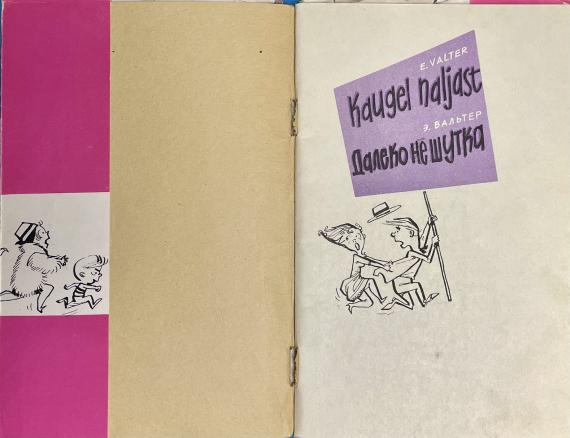 E. VALTER
Kaugel naljast
Э. ВАЛЬТЕР
Далеко не шутка